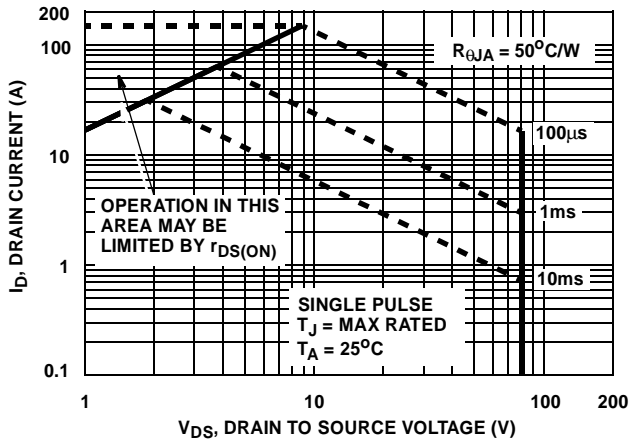 200
100
10
1
0.1
I_D, DRAIN CURRENT (A)
R_θJA = 50°C/W
100μs
1ms
10ms
OPERATION IN THIS
AREA MAY BE
LIMITED BY r_DS(ON)
SINGLE PULSE
T_J = MAX RATED
T_A = 25°C
1
10
100
200
V_DS, DRAIN TO SOURCE VOLTAGE (V)